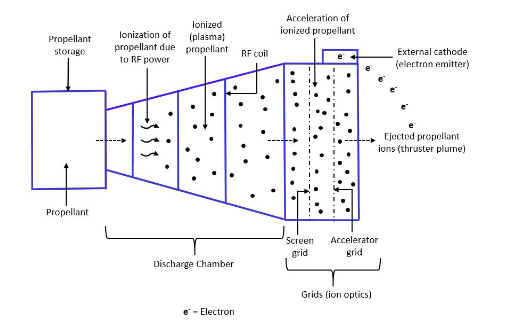 Propellant
storage
Ionization of
propellant due
to RF power
Ionized
(plasma)
propellant
RF coil
Acceleration of
ionized propellant
e-
External cathode
(electron emitter)
e-
e-
e-
e-
Ejected propellant
ions (thruster plume)
Propellant
Screen
grid
Accelerator
grid
Discharge Chamber
Grids (ion optics)
e- = Electron